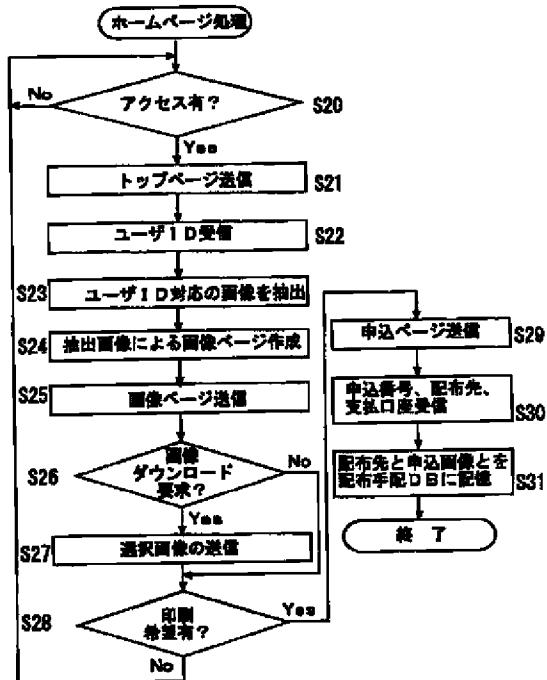 ホームページ処理
アクセス有？
No
S20
Yes
トップページ送信
S21
ユーザID受信
S22
S23
ユーザID対応の画像を抽出
S24
抽出画像による画像ページ作成
S25
画像ページ送信
S26
画像
ダウンロード
要求？
No
Yes
S27
選択画像の送信
S28
印刷
希望有？
Yes
No
申込ページ送信
S29
申込番号、配布先、
支払口座受信
S30
配布先と申込画像とを
配布手配DBに記憶
S31
終 了